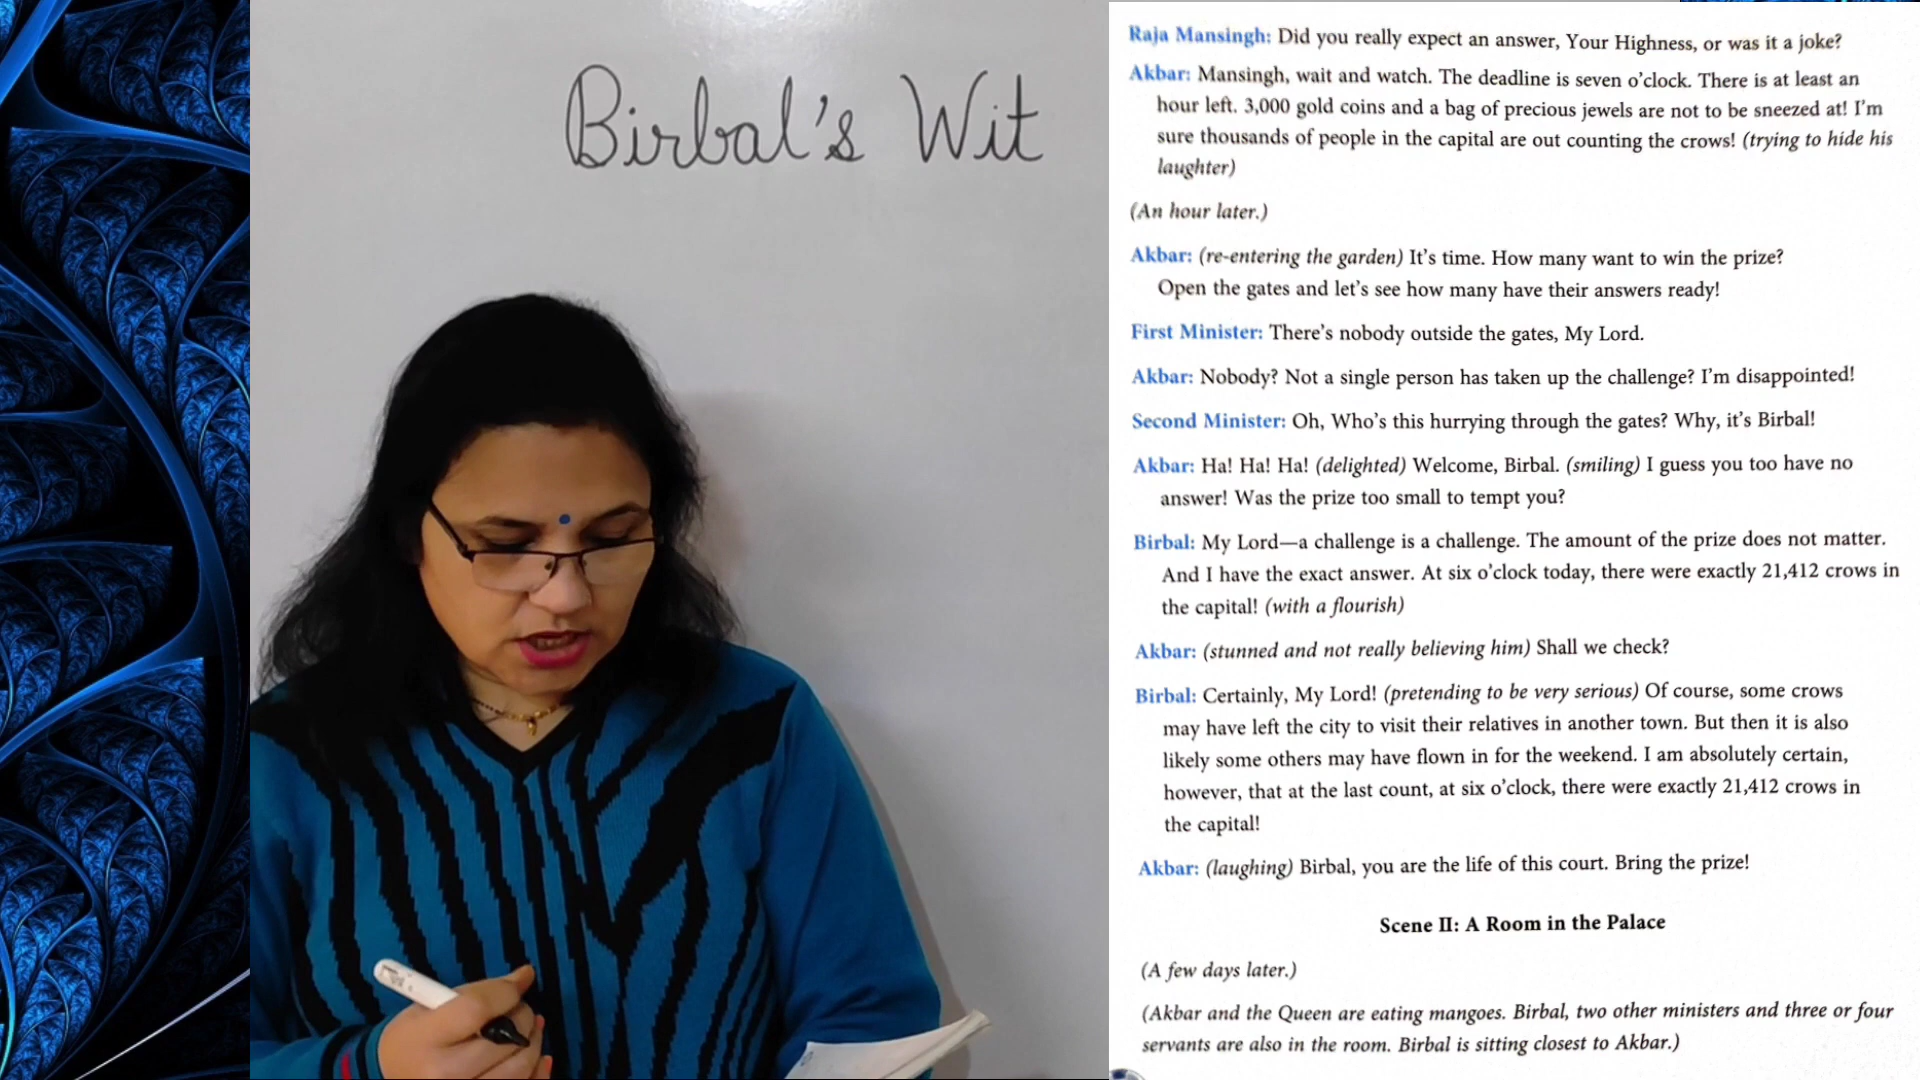 Birbal's Wit
Raja Mansingh: Did you really expect an answer, Your Highness, or was it a joke?
Akbar: Mansingh, wait and watch. The deadline is seven o'clock. There is at least an
hour left. 3,000 gold coins and a bag of precious jewels are not to be sneezed at! I'm
sure thousands of people in the capital are out counting the crows! (trying to hide his
laughter)
(An hour later.)
Akbar: (re-entering the garden) It's time. How many want to win the prize?
Open the gates and let's see how many have their answers ready!
First Minister: There's nobody outside the gates, My Lord.
Akbar: Nobody? Not a single person has taken up the challenge? I'm disappointed!
Second Minister: Oh, Who's this hurrying through the gates? Why, it's Birbal!
Akbar: Ha! Ha! Ha! (delighted) Welcome, Birbal. (smiling) I guess you too have no
answer! Was the prize too small to tempt you?
Birbal: My Lord—a challenge is a challenge. The amount of the prize does not matter.
And I have the exact answer. At six o'clock today, there were exactly 21,412 crows in
the capital! (with a flourish)
Akbar: (stunned and not really believing him) Shall we check?
Birbal: Certainly, My Lord! (pretending to be very serious) Of course, some crows
may have left the city to visit their relatives in another town. But then it is also
likely some others may have flown in for the weekend. I am absolutely certain,
however, that at the last count, at six o'clock, there were exactly 21,412 crows in
the capital!
Akbar: (laughing) Birbal, you are the life of this court. Bring the prize!
Scene II: A Room in the Palace
(A few days later.)
(Akbar and the Queen are eating mangoes. Birbal, two other ministers and three or four
servants are also in the room. Birbal is sitting closest to Akbar.)